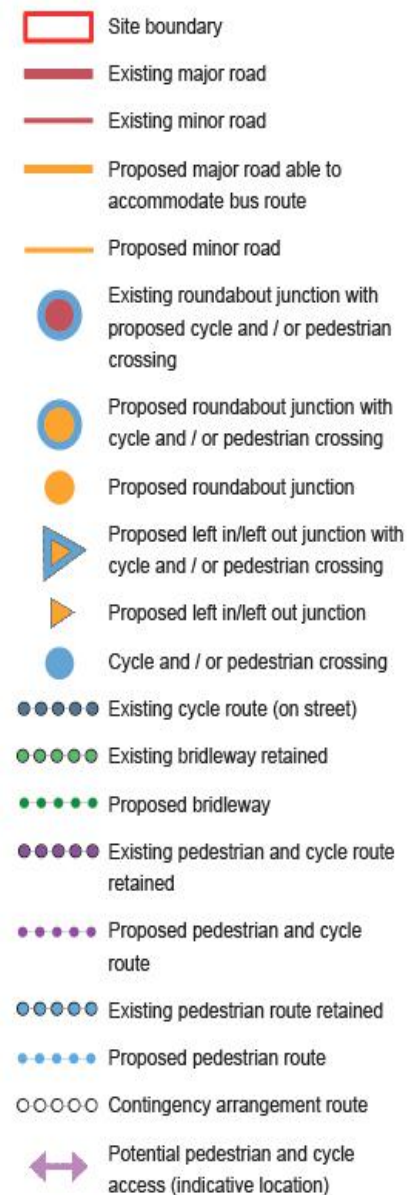 Site boundary
Existing major road
Existing minor road
Proposed major road able to
accommodate bus route
Proposed minor road
Existing roundabout junction with
proposed cycle and / or pedestrian
crossing
Proposed roundabout junction with
cycle and / or pedestrian crossing
Proposed roundabout junction
Proposed left in/left out junction with
cycle and / or pedestrian crossing
Proposed left in/left out junction
Cycle and / or pedestrian crossing
Existing cycle route (on street)
Existing bridleway retained
Proposed bridleway
Existing pedestrian and cycle route
retained
Proposed pedestrian and cycle
route
Existing pedestrian route retained
Proposed pedestrian route
Contingency arrangement route
Potential pedestrian and cycle
access (indicative location)